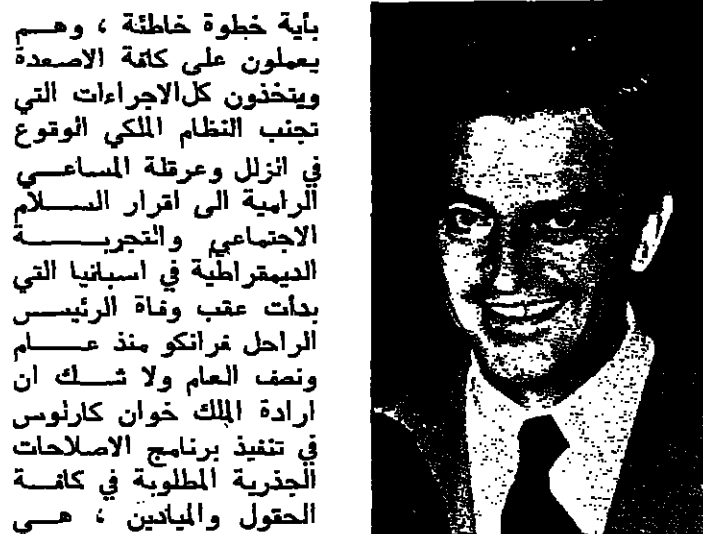 بأية خطوة خاطئة ، وهم
يعملون على كافة الاصعدة
ويتخذون كل الاجراءات التي
تجنب النظام الملكي الوقوع
في الزلل وعرقلة المساعي
الرامية الى اقرار السلام
الاجتماعي والتجربة
الديمقراطية في اسبانيا التي
بدأت عقب وفاة الرئيس
الراحل فرانكو منذ عام
ونصف العام ولا شك ان
ارادة الملك خوان كارلوس
في تنفيذ برنامج الاصلاحات
الجذرية المطلوبة في كافة
الحقول والميادين ، هي